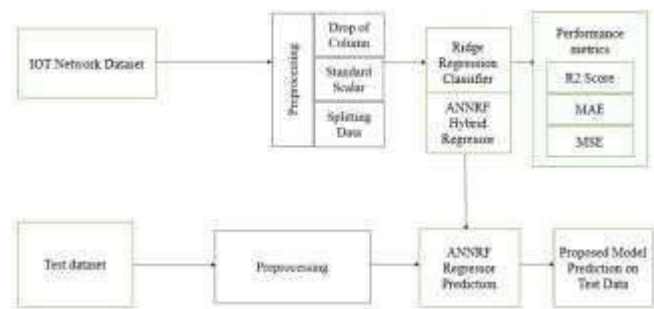 IOT Network Dataset
Preprocessing
Drop of
Column
Standard
Scalar
Splitting
Data
Ridge
Regression
Classifier
ANNRF
Hybrid
Regressor
Performance
metrics
R2 Score
MAE
MSE
Test dataset
Preprocessing
ANNRF
Regressor
Prediction
Proposed Model
Prediction on
Test Data